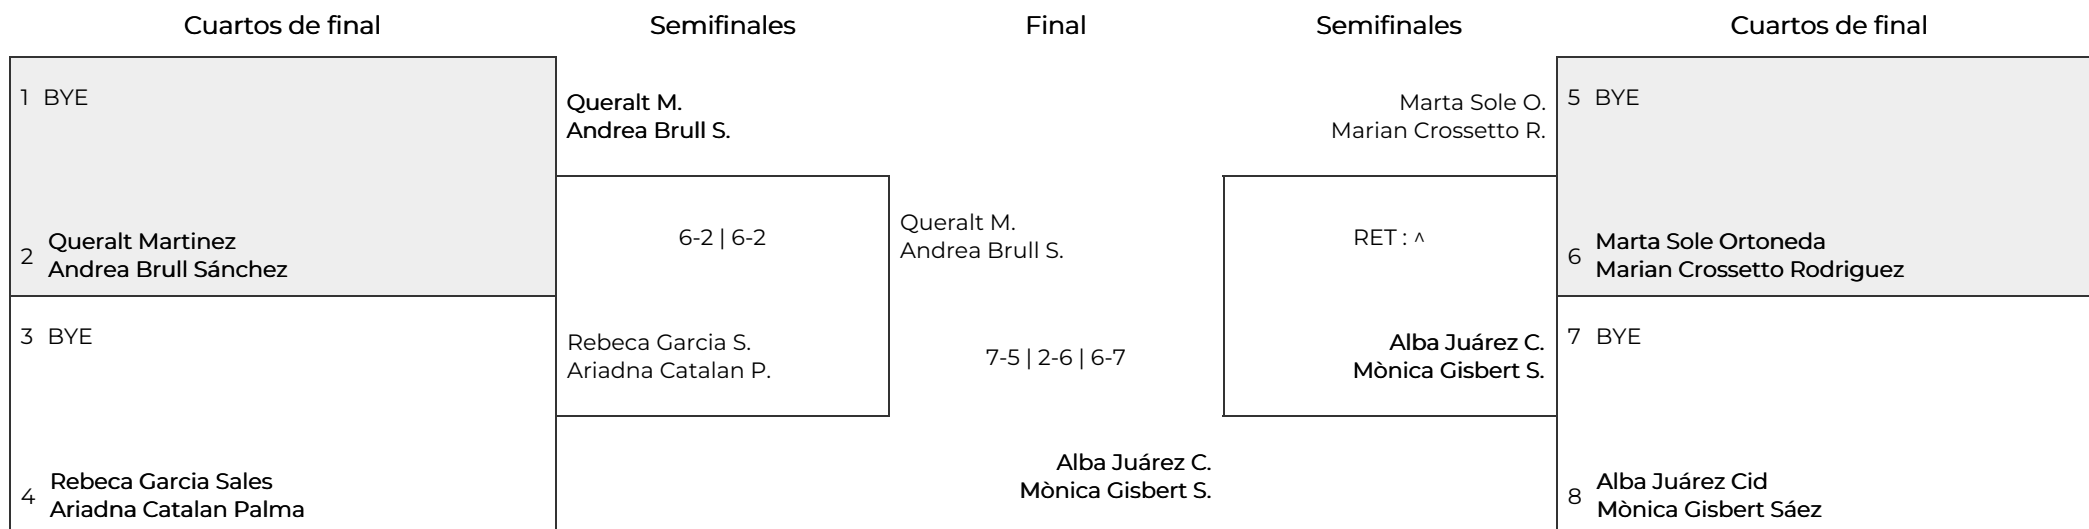 Cuartos de final
Semifinales
Final
Semifinales
Cuartos de final
1 BYE
2 Queralt Martinez
Andrea Brull Sánchez
3 BYE
4 Rebeca Garcia Sales
Ariadna Catalan Palma
Queralt M.
Andrea Brull S.
6-2 | 6-2
Rebeca Garcia S.
Ariadna Catalan P.
Queralt M.
Andrea Brull S.
7-5 | 2-6 | 6-7
Alba Juárez C.
Mònica Gisbert S.
Marta Sole O.
Marian Crossetto R.
RET : ^
Alba Juárez C.
Mònica Gisbert S.
5 BYE
6 Marta Sole Ortoneda
Marian Crossetto Rodriguez
7 BYE
8 Alba Juárez Cid
Mònica Gisbert Sáez